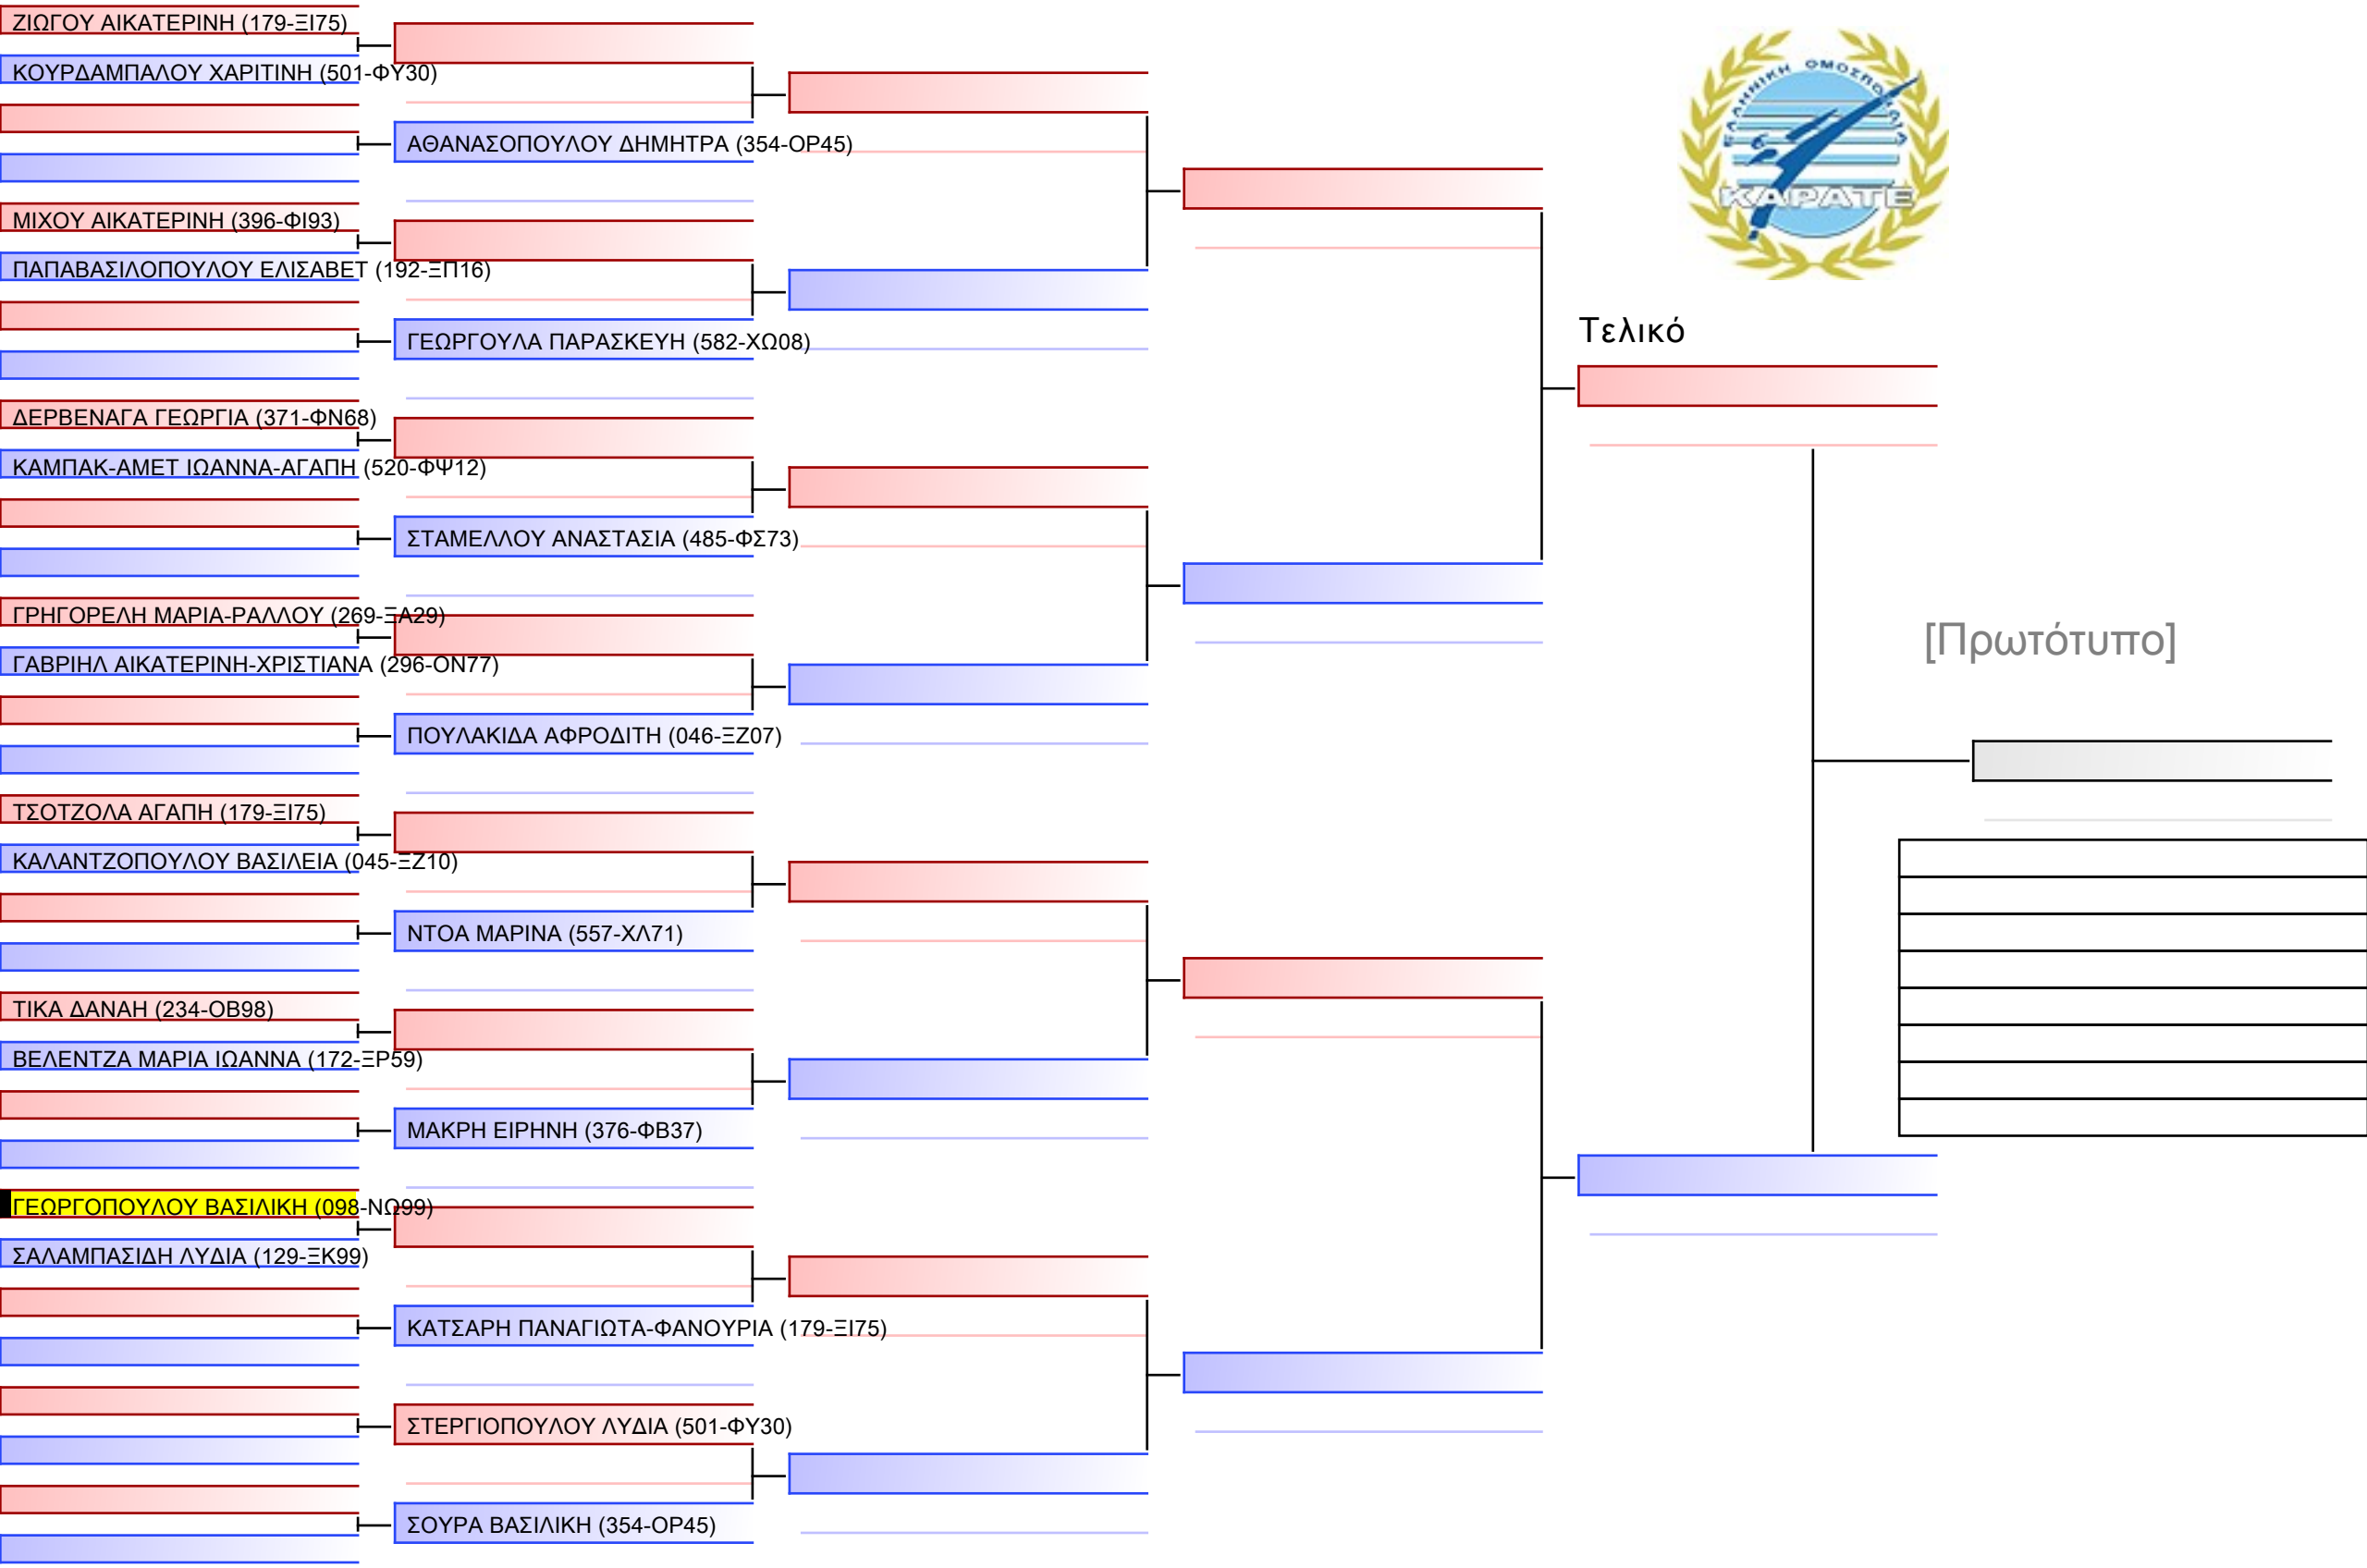 ΖΙΩΓΟΥ ΑΙΚΑΤΕΡΙΝΗ (179-ΞΙ75)
ΚΟΥΡΔΑΜΠΑΛΟΥ ΧΑΡΙΤΙΝΗ (501-ΦΥ30)
ΑΘΑΝΑΣΟΠΟΥΛΟΥ ΔΗΜΗΤΡΑ (354-ΟΡ45)
ΜΙΧΟΥ ΑΙΚΑΤΕΡΙΝΗ (396-ΦΙ93)
ΠΑΠΑΒΑΣΙΛΟΠΟΥΛΟΥ ΕΛΙΣΑΒΕΤ (192-ΞΠ16)
ΓΕΩΡΓΟΥΛΑ ΠΑΡΑΣΚΕΥΗ (582-ΧΩ08)
ΔΕΡΒΕΝΑΓΑ ΓΕΩΡΓΙΑ (371-ΦΝ68)
ΚΑΜΠΑΚ-ΑΜΕΤ ΙΩΑΝΝΑ-ΑΓΑΠΗ (520-ΦΨ12)
ΣΤΑΜΕΛΛΟΥ ΑΝΑΣΤΑΣΙΑ (485-ΦΣ73)
ΓΡΗΓΟΡΕΛΗ ΜΑΡΙΑ-ΡΑΛΛΟΥ (269-ΞΑ29)
ΓΑΒΡΙΗΛ ΑΙΚΑΤΕΡΙΝΗ-ΧΡΙΣΤΙΑΝΑ (296-ΟΝ77)
ΠΟΥΛΑΚΙΔΑ ΑΦΡΟΔΙΤΗ (046-ΞΖ07)
ΤΣΟΤΖΟΛΑ ΑΓΑΠΗ (179-ΞΙ75)
ΚΑΛΑΝΤΖΟΠΟΥΛΟΥ ΒΑΣΙΛΕΙΑ (045-ΞΖ10)
ΝΤΟΑ ΜΑΡΙΝΑ (557-ΧΛ71)
ΤΙΚΑ ΔΑΝΑΗ (234-ΟΒ98)
ΒΕΛΕΝΤΖΑ ΜΑΡΙΑ ΙΩΑΝΝΑ (172-ΞΡ59)
ΜΑΚΡΗ ΕΙΡΗΝΗ (376-ΦΒ37)
ΓΕΩΡΓΟΠΟΥΛΟΥ ΒΑΣΙΛΙΚΗ (098-ΝΩ99)
ΣΑΛΑΜΠΑΣΙΔΗ ΛΥΔΙΑ (129-ΞΚ99)
ΚΑΤΣΑΡΗ ΠΑΝΑΓΙΩΤΑ-ΦΑΝΟΥΡΙΑ (179-ΞΙ75)
ΣΤΕΡΓΙΟΠΟΥΛΟΥ ΛΥΔΙΑ (501-ΦΥ30)
ΣΟΥΡΑ ΒΑΣΙΛΙΚΗ (354-ΟΡ45)
ΕΛΛΗΝΙΚΗ ΟΜΟΣΠΟΝΔΙΑ
ΚΑΡΑΤΕ
Τελικό
[Πρωτότυπο]